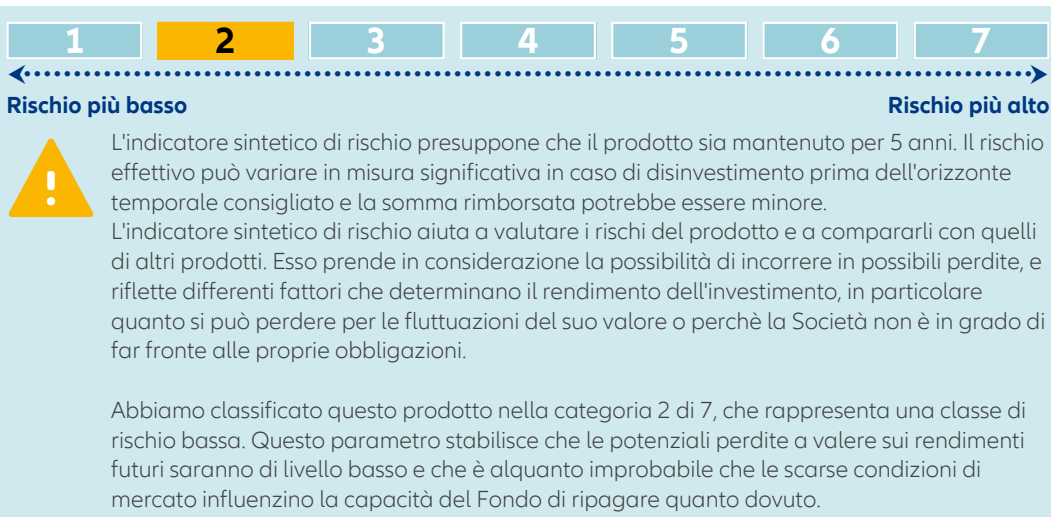 1 2 3 4 5 6 7
Rischio più basso Rischio più alto
L'indicatore sintetico di rischio presuppone che il prodotto sia mantenuto per 5 anni. Il rischio
effettivo può variare in misura significativa in caso di disinvestimento prima dell'orizzonte
temporale consigliato e la somma rimborsata potrebbe essere minore.
L'indicatore sintetico di rischio aiuta a valutare i rischi del prodotto e a compararli con quelli
di altri prodotti. Esso prende in considerazione la possibilità di incorrere in possibili perdite, e
riflette differenti fattori che determinano il rendimento dell'investimento, in particolare
quanto si può perdere per le fluttuazioni del suo valore o perchè la Società non è in grado di
far fronte alle proprie obbligazioni.
Abbiamo classificato questo prodotto nella categoria 2 di 7, che rappresenta una classe di
rischio bassa. Questo parametro stabilisce che le potenziali perdite a valere sui rendimenti
futuri saranno di livello basso e che è alquanto improbabile che le scarse condizioni di
mercato influenzino la capacità del Fondo di ripagare quanto dovuto.